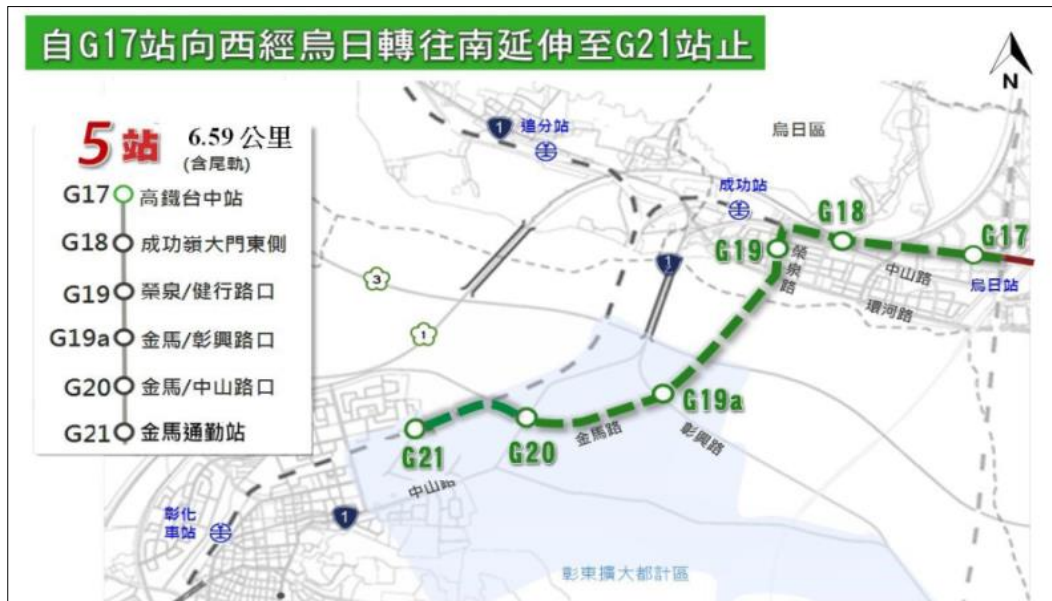 自G17站向西經烏日轉往南延伸至G21站止
N
5站 6.59 公里
(含尾軌)
G17 高鐵台中站
G18 成功嶺大門東側
G19 榮泉/健行路口
G19a 金馬/彰興路口
G20 金馬/中山路口
G21 金馬通勤站
1
追分站
烏日區
成功站
G18
G17
G19
榮泉路
中山路
烏日站
環河路
1
3
1
G19a
金馬路
彰興路
G20
G21
中山路
彰化
車站
1
彰東擴大都計區